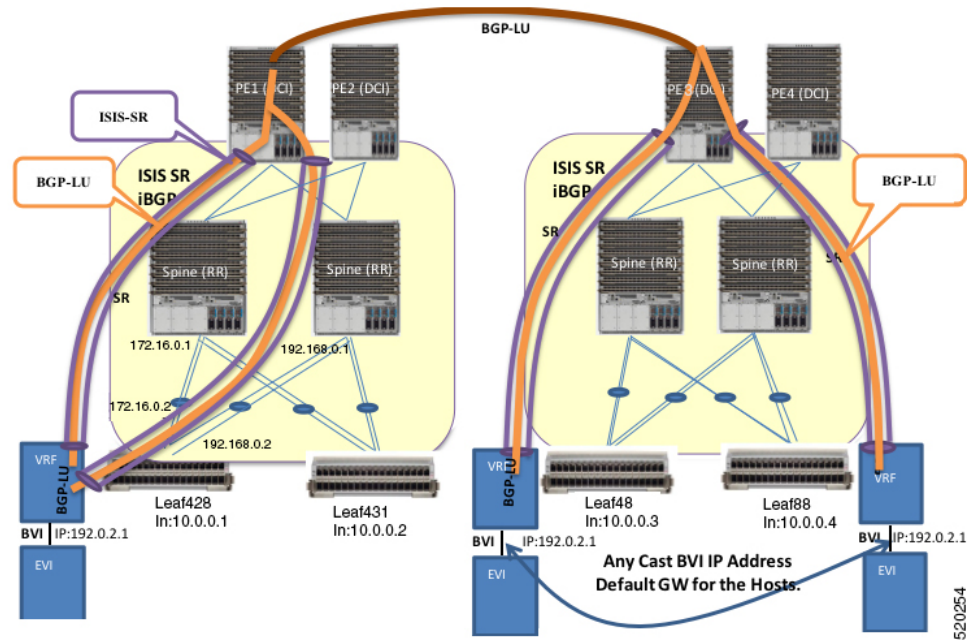 BGP-LU
PE1 (DCI)
PE2 (DCI)
PE3 (DCI)
PE4 (DCI)
ISIS-SR
BGP-LU
ISIS SR
iBGP
ISIS SR
iBGP
BGP-LU
SR
SR
SR
Spine (RR)
Spine (RR)
Spine (RR)
Spine (RR)
172.16.0.1
192.168.0.1
172.16.0.2
192.168.0.2
VRF
BGP-LU
Leaf428
In:10.0.0.1
Leaf431
In:10.0.0.2
VRF
BGP-LU
Leaf48
In:10.0.0.3
Leaf88
In:10.0.0.4
VRF
BVI
IP:192.0.2.1
BVI
IP:192.0.2.1
BVI
IP:192.0.2.1
EVI
EVI
EVI
Any Cast BVI IP Address
Default GW for the Hosts.
520254